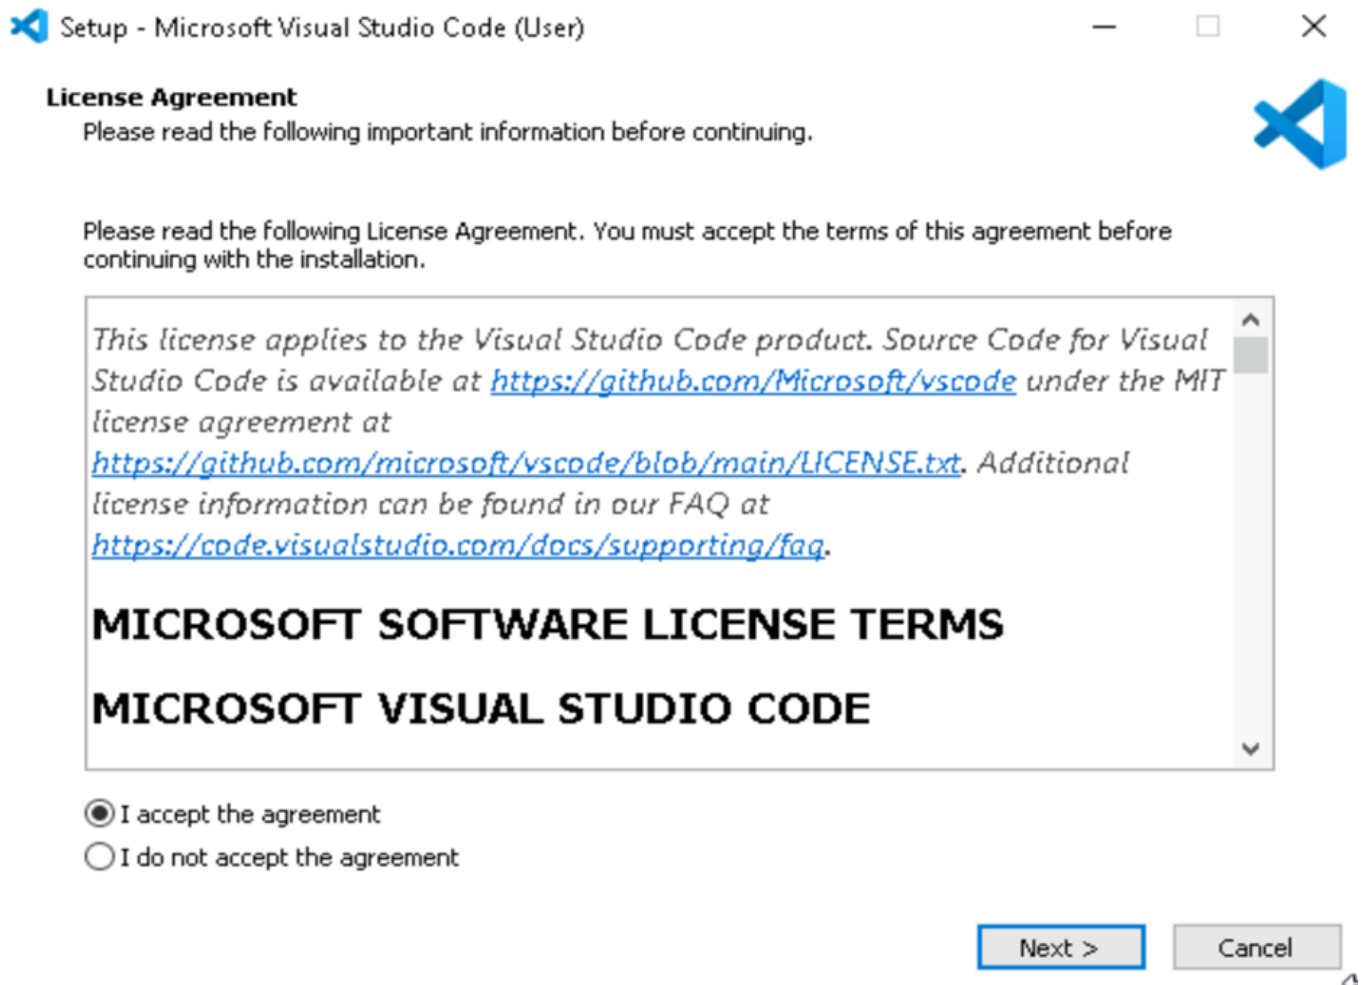 Setup - Microsoft Visual Studio Code (User)
License Agreement
Please read the following important information before continuing.
Please read the following License Agreement. You must accept the terms of this agreement before
continuing with the installation.
This license applies to the Visual Studio Code product. Source Code for Visual
Studio Code is available at https://github.com/Microsoft/vscode under the MIT
license agreement at
https://github.com/microsoft/vscode/blob/main/LICENSE.txt. Additional
license information can be found in our FAQ at
https://code.visualstudio.com/docs/supporting/faq.
MICROSOFT SOFTWARE LICENSE TERMS
MICROSOFT VISUAL STUDIO CODE
I accept the agreement
I do not accept the agreement
Next > Cancel